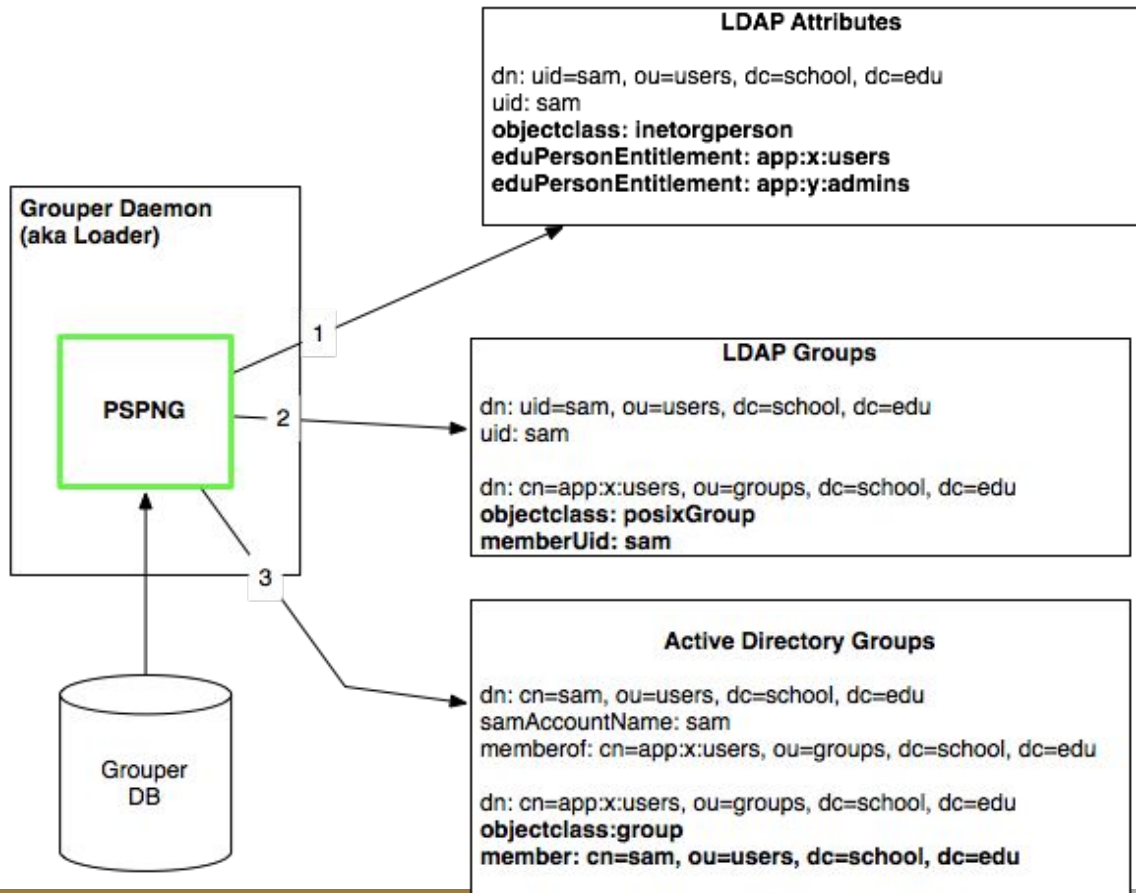 LDAP Attributes
dn: uid=sam, ou=users, dc=school, dc=edu
uid: sam
objectclass: inetorgperson
eduPersonEntitlement: app:x:users
eduPersonEntitlement: app:y:admins
Grouper Daemon
(aka Loader)
PSPNG
1
2
3
LDAP Groups
dn: uid=sam, ou=users, dc=school, dc=edu
uid: sam
dn: cn=app:x:users, ou=groups, dc=school, dc=edu
objectclass: posixGroup
memberUid: sam
Active Directory Groups
dn: cn=sam, ou=users, dc=school, dc=edu
samAccountName: sam
memberof: cn=app:x:users, ou=groups, dc=school, dc=edu
dn: cn=app:x:users, ou=groups, dc=school, dc=edu
objectclass:group
member: cn=sam, ou=users, dc=school, dc=edu
Grouper
DB